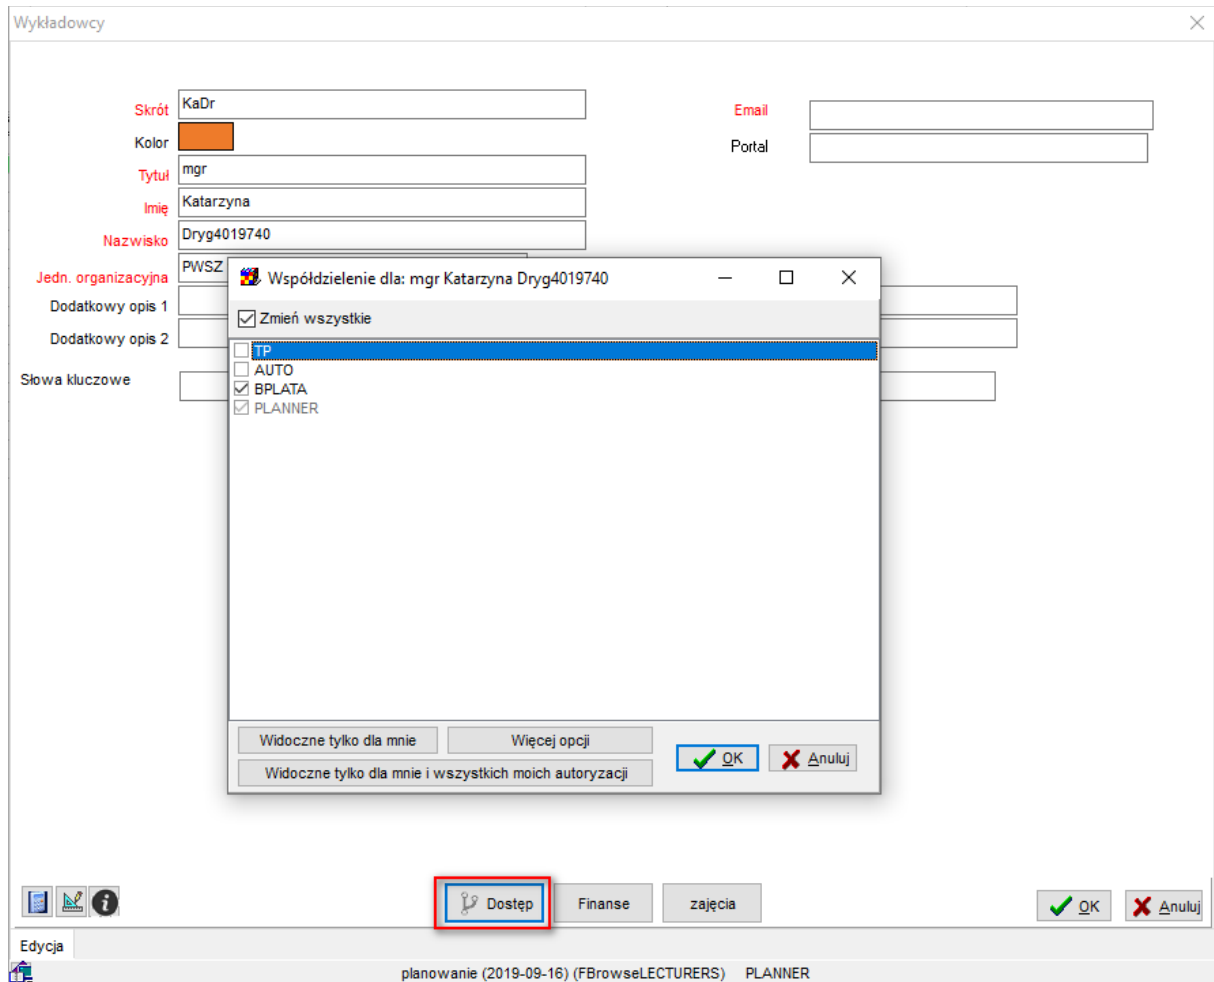 Wykładowcy
Skrót KaDr
Email
Kolor
Portal
Tytuł mgr
Imię Katarzyna
Nazwisko Dryg4019740
Jedn. organizacyjna PWSZ
Dodatkowy opis 1
Dodatkowy opis 2
Słowa kluczowe
Współdzielenie dla: mgr Katarzyna Dryg4019740
Zmień wszystkie
TP
AUTO
BPLATA
PLANNER
Widoczne tylko dla mnie Więcej opcji
Widoczne tylko dla mnie i wszystkich moich autoryzacji
OK Anuluj
Dostęp Finanse zajęcia
OK Anuluj
Edycja
planowanie (2019-09-16) (FBrowseLECTURERS) PLANNER